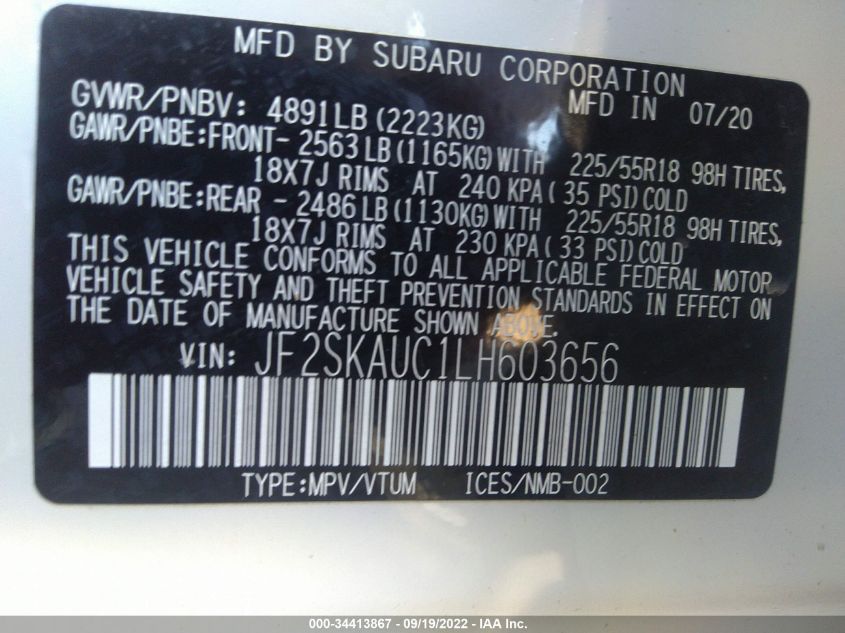 MFD BY SUBARU CORPORATION
GVWR/PNBV: 4891LB (2223KG) MFD IN 07/20
GAWR/PNBE:FRONT- 2563LB(1165KG)WITH 225/55R18 98H TIRES,
18X7J RIMS AT 240 KPA( 35 PSI)COLD
GAWR/PNBE:REAR - 2486LB(1130KG)WITH 225/55R18 98H TIRES,
18X7J RIMS AT 230 KPA( 33 PSI)COLD
THIS VEHICLE CONFORMS TO ALL APPLICABLE FEDERAL MOTOR
VEHICLE SAFETY AND THEFT PREVENTION STANDARDS IN EFFECT ON
THE DATE OF MANUFACTURE SHOWN ABOVE.
VIN: JF2SKAUC1LH603656
TYPE:MPV/VTUM ICES/NMB-002
000-34413867 - 09/19/2022 - IAA Inc.